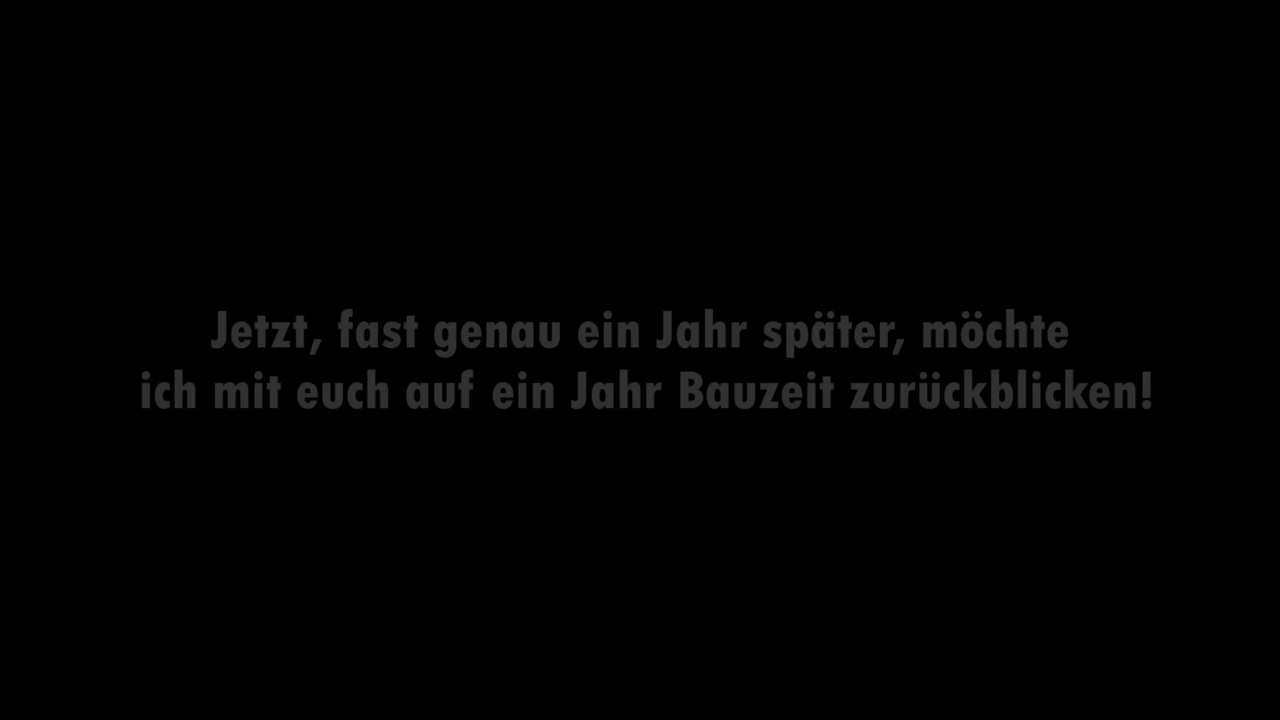 Jetzt, fast genau ein Jahr später, möchte
ich mit euch auf ein Jahr Bauzeit zurückblicken!